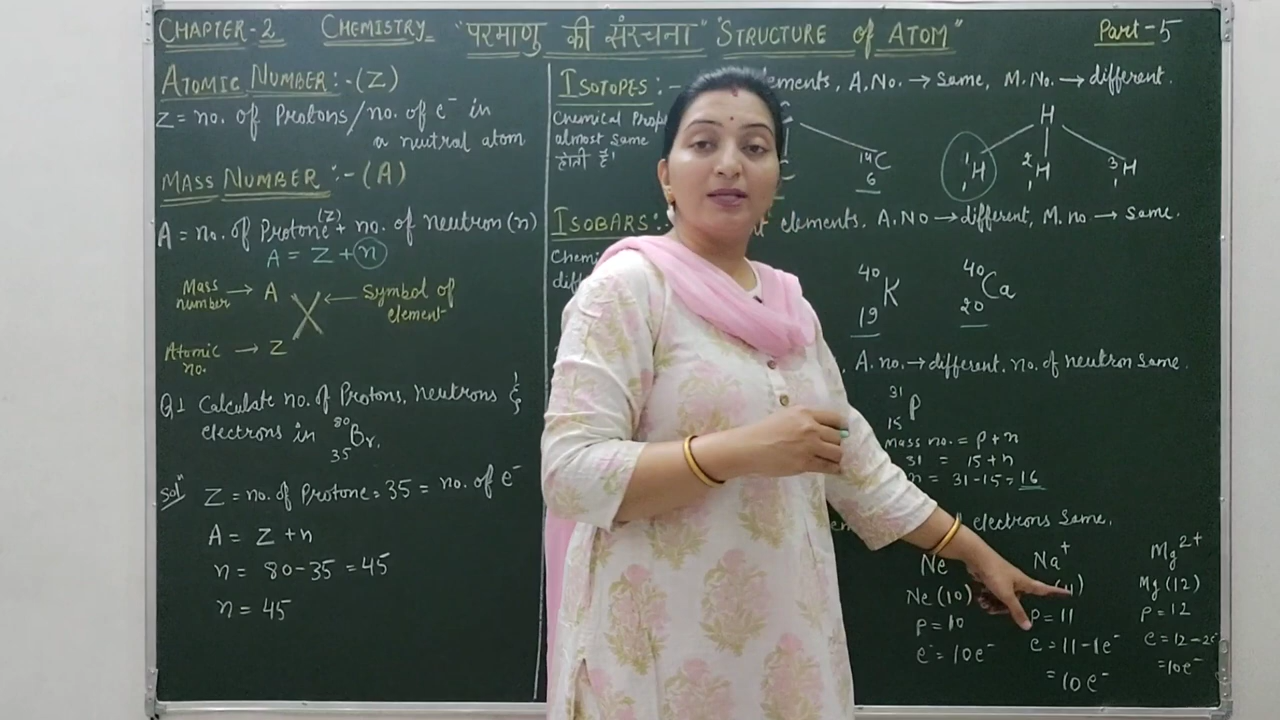 CHAPTER-2 CHEMISTRY "परमाणु की संरचना" "STRUCTURE of ATOM" Part-5
ATOMIC NUMBER:-(Z)
Z = no. of Protons/no. of e⁻ in
a nutral atom
MASS NUMBER:-(A)
A = no. of Protone(Z) + no. of neutron(n)
A = Z + n
Mass number → A
X ← Symbol of element
Atomic no. → Z
Q1 Calculate no. of Protons, neutrons &
electrons in ⁸⁰₃₅Br.
Solⁿ Z = no. of Protone = 35 = no. of e⁻
A = Z + n
n = 80-35 = 45
n = 45
ISOTOPES:- elements, A.No. → same, M.No. → different.
Chemical
almost same
होती है।
H
¹⁴₆C ¹₁H ²₁H ³₁H
ISOBARS:- elements, A.NO → different, M.no. → same.
⁴⁰₁₉K ⁴⁰₂₀Ca
, A.no. → different, no. of neutron same.
³¹₁₅P
mass no. = P + n
31 = 15 + n
n = 31-15 = 16
electrons same.
Ne Na⁺ Mg²⁺
Ne (10) (11) Mg (12)
P = 10 P = 11 P = 12
e⁻ = 10e⁻ e = 11-1e⁻ e = 12-2e⁻
= 10e⁻ = 10e⁻